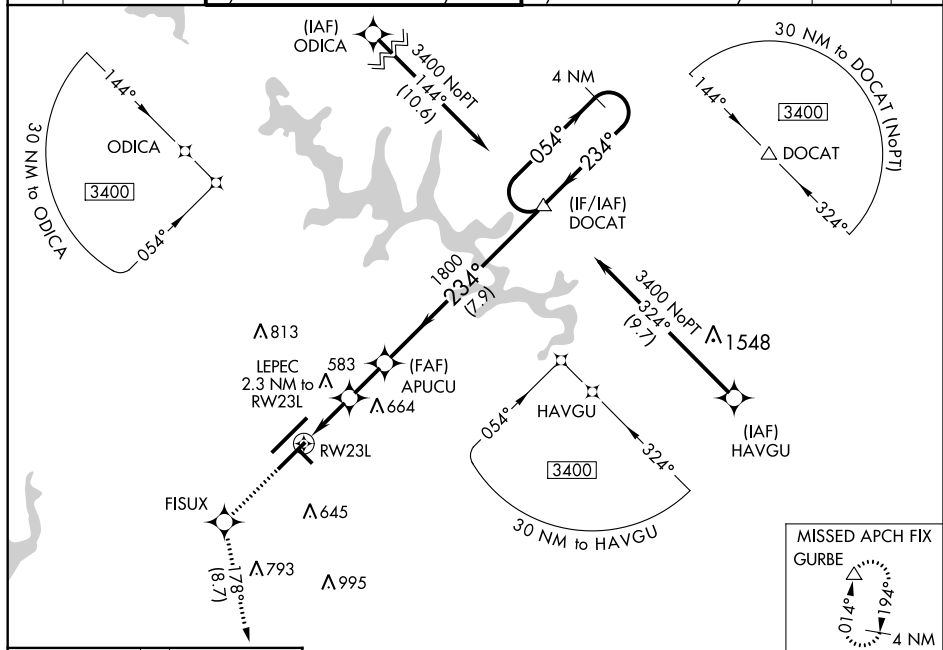 (IAF)
ODICA
3400 NoPT
144°
(10.6)
4 NM
054°
234°
30 NM to DOCAT (NoPT)
144°
3400
DOCAT
324°
144°
ODICA
3400
054°
30 NM to ODICA
(IF/IAF)
DOCAT
1800
234°
(7.9)
3400 NoPT
324°
(9.7)
1548
(IAF)
HAVGU
813
LEPEC
2.3 NM to
RW23L
583
(FAF)
APUCU
664
RW23L
HAVGU
054°
324°
3400
30 NM to HAVGU
FISUX
645
793
995
178°
(8.7)
MISSED APCH FIX
GURBE
014°
194°
4 NM